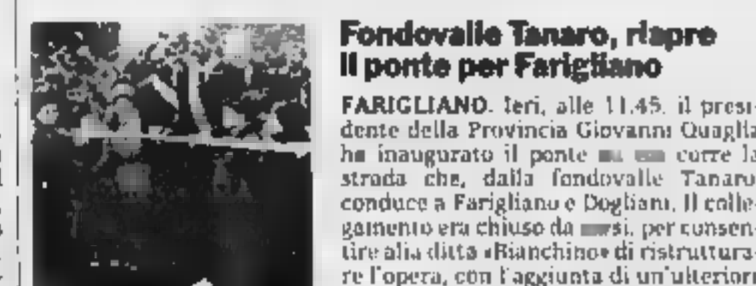 Fondovalle Tanaro, riapre
il ponte per Farigliano
FARIGLIANO. Ieri, alle 11.45, il presi-
dente della Provincia Giovanni Quaglia
ha inaugurato il ponte corre la
strada che, dalla fondovalle Tanaro,
conduce a Farigliano e Dogliani. Il colle-
gamento era chiuso da per consen-
tire alla ditta «Bianchino» di ristruttura-
re l'opera, con l'aggiunta di un'ulteriore